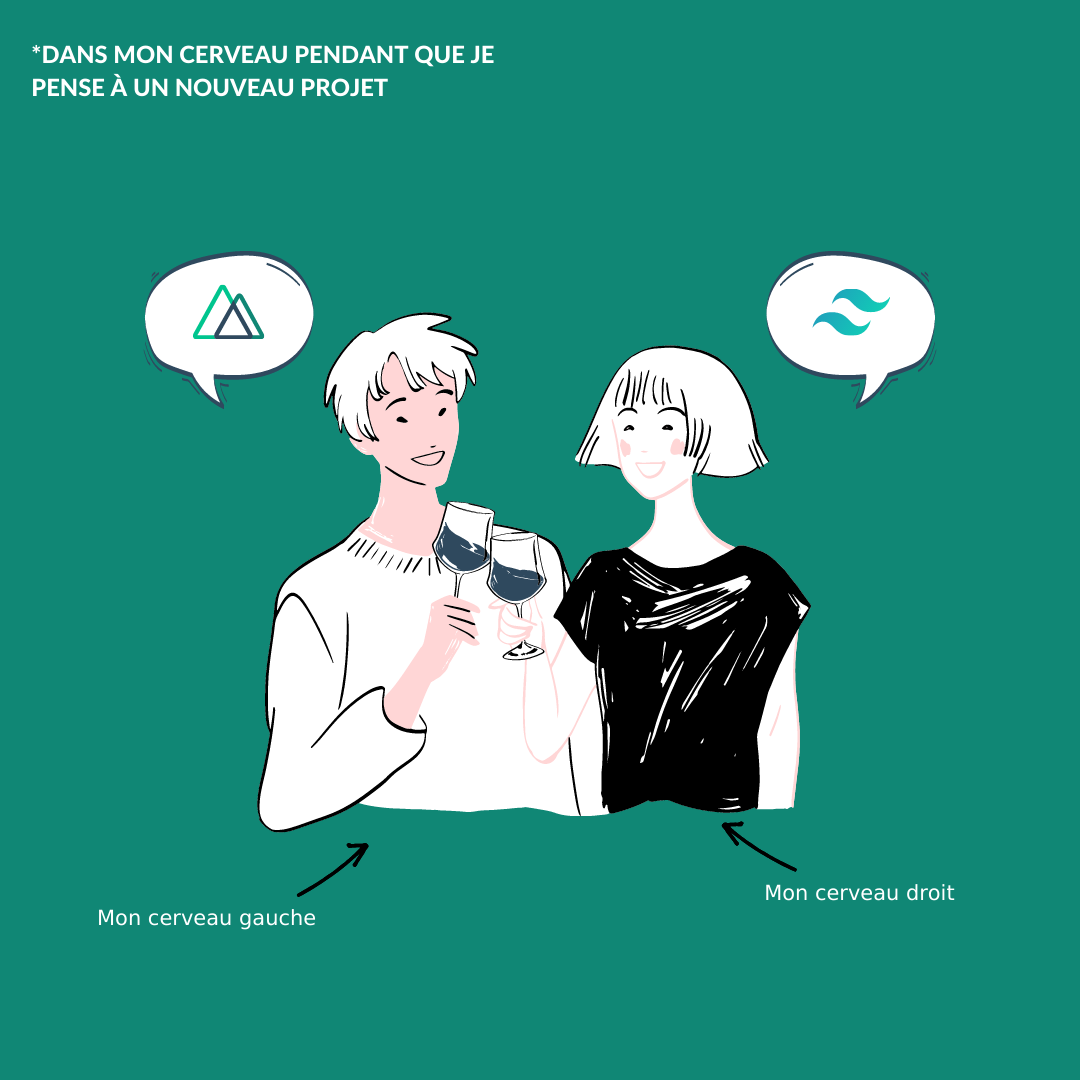 *DANS MON CERVEAU PENDANT QUE JE
PENSE À UN NOUVEAU PROJET
Mon cerveau droit
Mon cerveau gauche